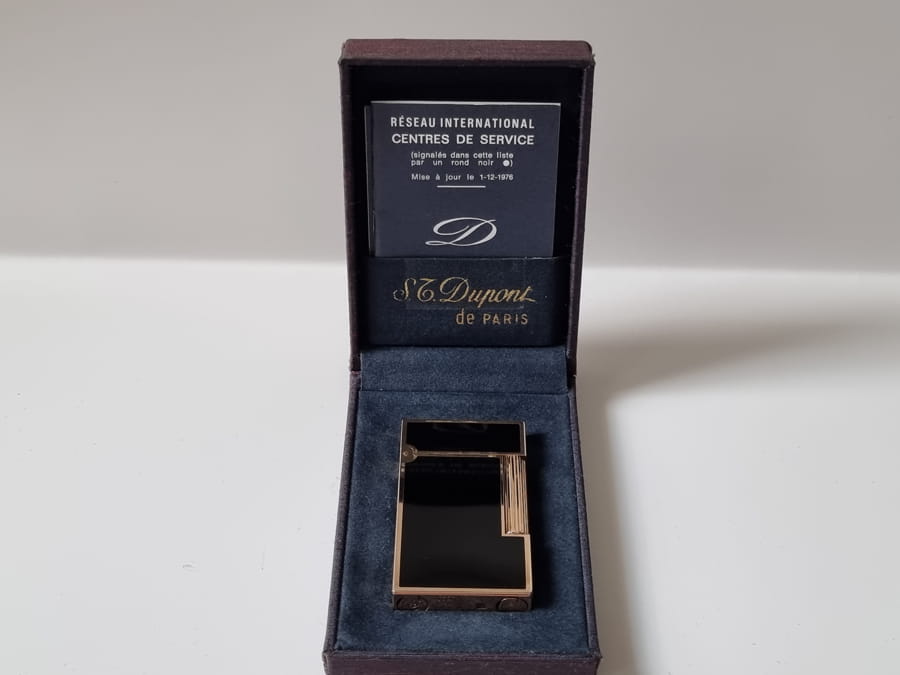 RÉSEAU INTERNATIONAL
CENTRES DE SERVICE
(signalés dans cette liste
par un rond noir ●)
Mise à jour le 1-12-1976
D
S.T. Dupont
de PARIS